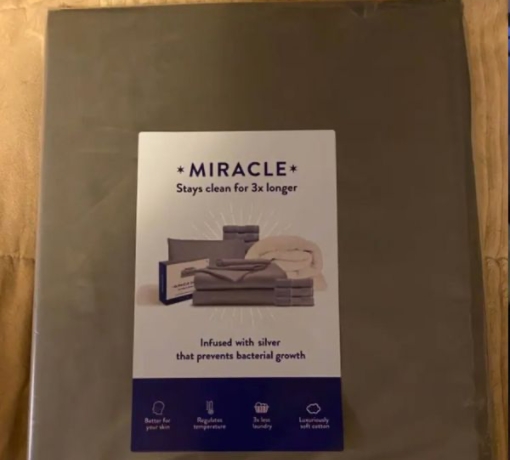 *MIRACLE*
Stays clean for 3x longer
Infused with silver
that prevents bacterial growth
Better for
your skin
Regulates
temperature
3x less
laundry
Luxuriously
soft cotton